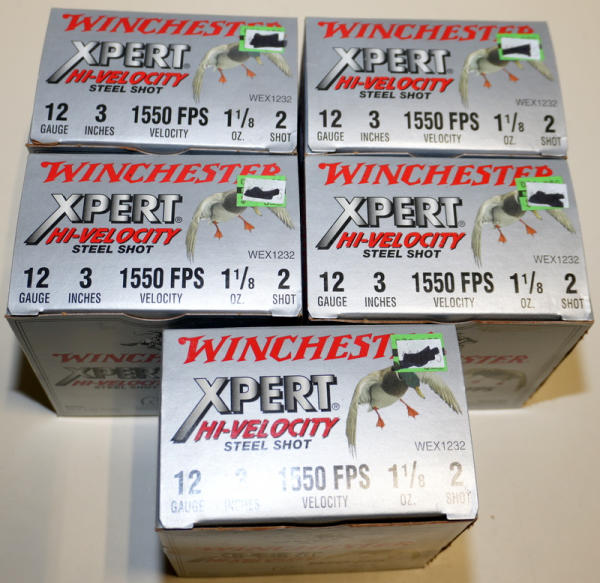 WINCHESTER
XPERT®
HI-VELOCITY
STEEL SHOT
WEX1232
12 3 1550 FPS 1 1/8 2
GAUGE INCHES VELOCITY OZ. SHOT
WINCHESTER
XPERT®
HI-VELOCITY
STEEL SHOT
WEX1232
12 3 1550 FPS 1 1/8 2
GAUGE INCHES VELOCITY OZ. SHOT
WINCHESTER
XPERT®
HI-VELOCITY
STEEL SHOT
WEX1232
12 3 1550 FPS 1 1/8 2
GAUGE INCHES VELOCITY OZ. SHOT
WINCHESTER
XPERT®
HI-VELOCITY
STEEL SHOT
WEX1232
12 3 1550 FPS 1 1/8 2
GAUGE INCHES VELOCITY OZ. SHOT
WINCHEST
XPERT®
HI-VELOCITY
STEEL SHOT
WEX1232
12 3 1550 FPS 1 1/8 2
GAUGE INCHES VELOCITY OZ. SHOT
WINCHESTER